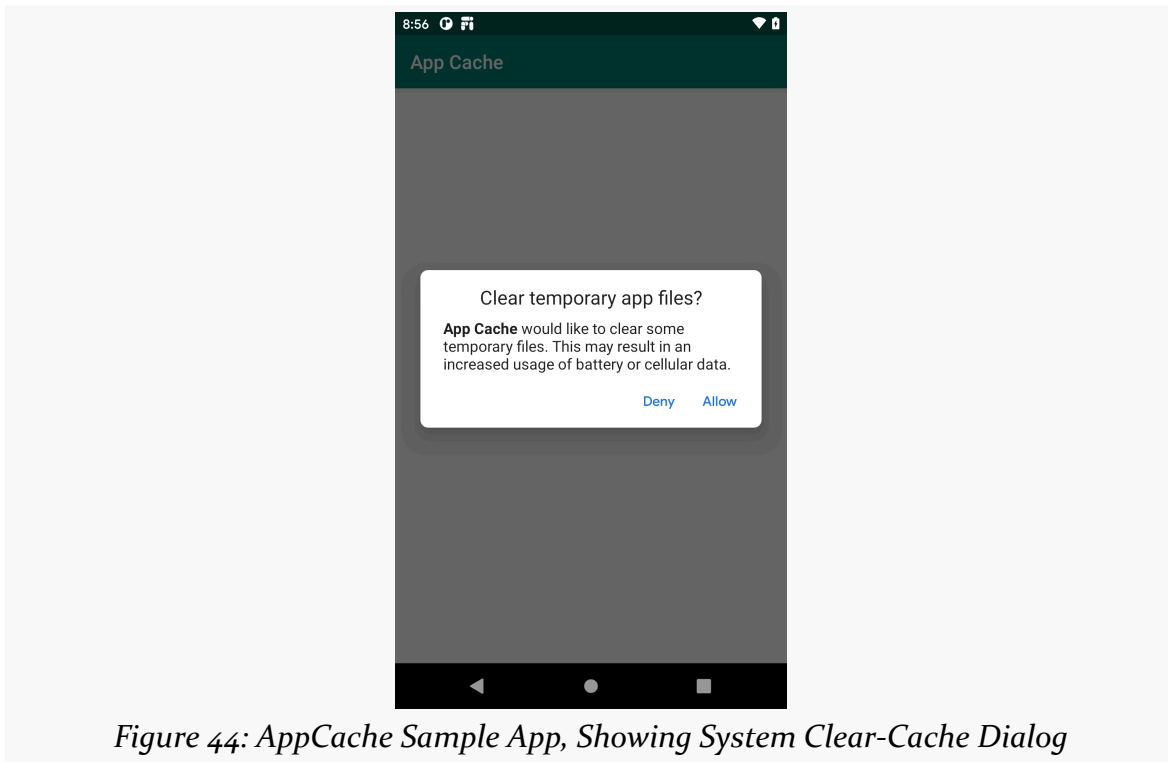 8:56
App Cache
Clear temporary app files?
App Cache would like to clear some
temporary files. This may result in an
increased usage of battery or cellular data.
Deny Allow
Figure 44: AppCache Sample App, Showing System Clear-Cache Dialog